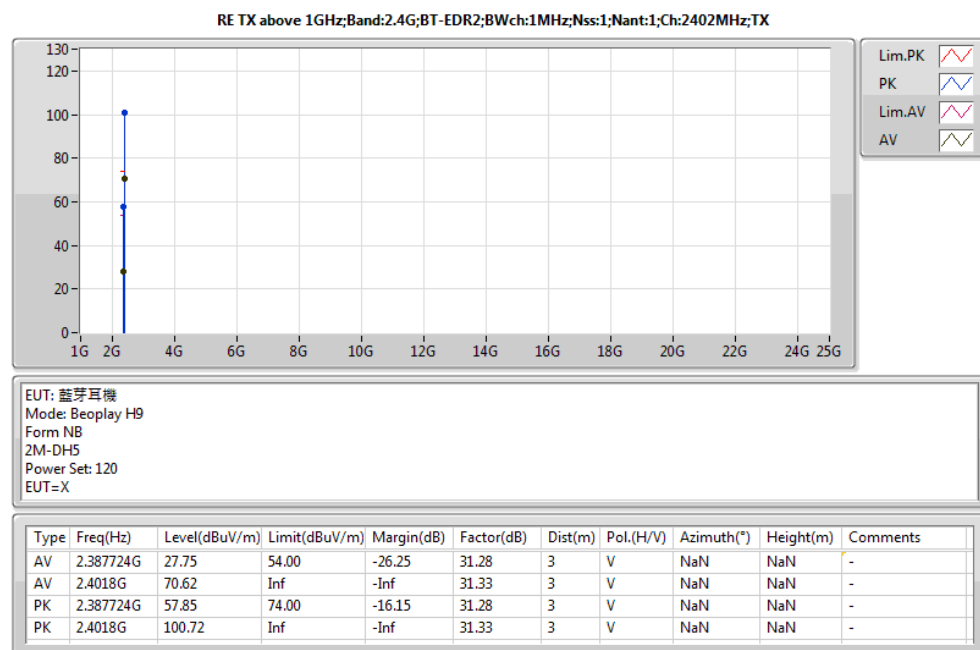 RE TX above 1GHz;Band:2.4G;BT-EDR2;BWch:1MHz;Nss:1;Nant:1;Ch:2402MHz;TX
130
120
100
80
60
40
20
0
1G 2G 4G 6G 8G 10G 12G 14G 16G 18G 20G 22G 24G 25G
Lim.PK
PK
Lim.AV
AV
EUT: 藍芽耳機
Mode: Beoplay H9
Form NB
2M-DH5
Power Set: 120
EUT=X
Type Freq(Hz) Level(dBuV/m) Limit(dBuV/m) Margin(dB) Factor(dB) Dist(m) Pol.(H/V) Azimuth(°) Height(m) Comments
AV 2.387724G 27.75 54.00 -26.25 31.28 3 V NaN NaN -
AV 2.4018G 70.62 Inf -Inf 31.33 3 V NaN NaN -
PK 2.387724G 57.85 74.00 -16.15 31.28 3 V NaN NaN -
PK 2.4018G 100.72 Inf -Inf 31.33 3 V NaN NaN -